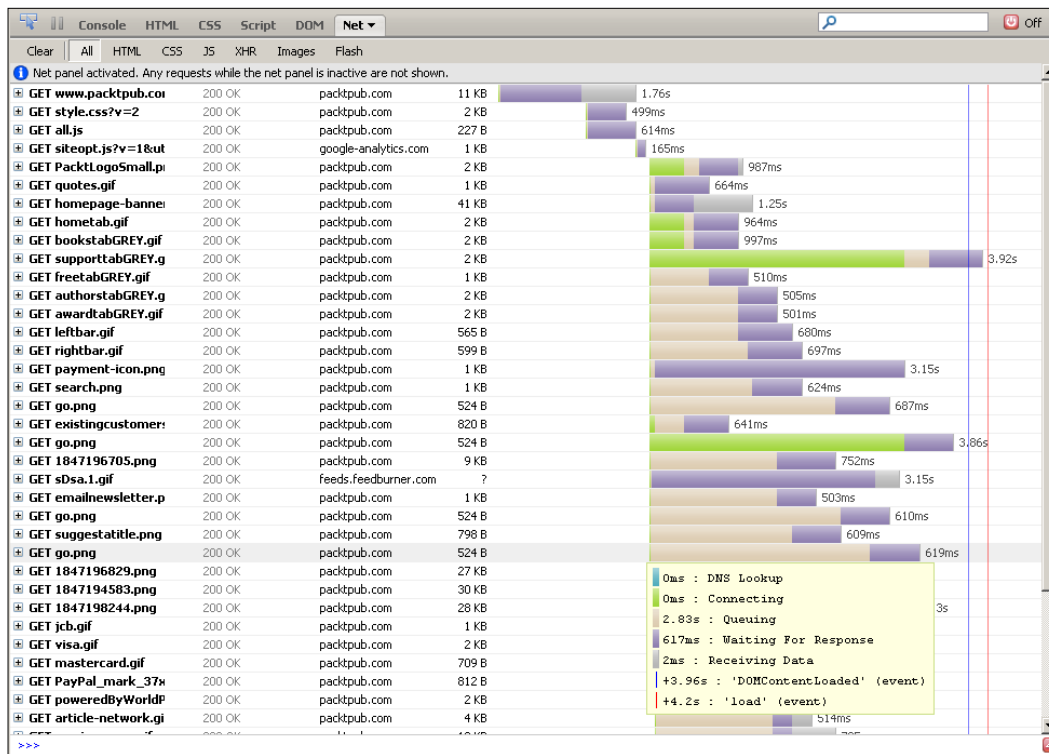 Console HTML CSS Script DOM Net Off
Clear All HTML CSS JS XHR Images Flash
Net panel activated. Any requests while the net panel is inactive are not shown.
GET www.packtpub.co 200 OK packtpub.com 11 KB 1.76s
GET style.css?v=2 200 OK packtpub.com 2 KB 499ms
GET all.js 200 OK packtpub.com 227 B 614ms
GET siteopt.js?v=1&ut 200 OK google-analytics.com 1 KB 165ms
GET PacktLogoSmall.p 200 OK packtpub.com 2 KB 987ms
GET quotes.gif 200 OK packtpub.com 1 KB 664ms
GET homepage-banne 200 OK packtpub.com 41 KB 1.25s
GET hometab.gif 200 OK packtpub.com 2 KB 964ms
GET bookstabGREY.gif 200 OK packtpub.com 2 KB 997ms
GET supporttabGREY.g 200 OK packtpub.com 2 KB 3.92s
GET freetabGREY.gif 200 OK packtpub.com 1 KB 510ms
GET authorstabGREY.g 200 OK packtpub.com 2 KB 505ms
GET awardtabGREY.gif 200 OK packtpub.com 2 KB 501ms
GET leftbar.gif 200 OK packtpub.com 565 B 680ms
GET rightbar.gif 200 OK packtpub.com 599 B 697ms
GET payment-icon.png 200 OK packtpub.com 1 KB 3.15s
GET search.png 200 OK packtpub.com 1 KB 624ms
GET go.png 200 OK packtpub.com 524 B 687ms
GET existingcustomers 200 OK packtpub.com 820 B 641ms
GET go.png 200 OK packtpub.com 524 B 3.86s
GET 1847196705.png 200 OK packtpub.com 9 KB 752ms
GET sDsa.1.gif 200 OK feeds.feedburner.com ? 3.15s
GET emailnewsletter.p 200 OK packtpub.com 1 KB 503ms
GET go.png 200 OK packtpub.com 524 B 610ms
GET suggestatitle.png 200 OK packtpub.com 798 B 609ms
GET go.png 200 OK packtpub.com 524 B 619ms
GET 1847196829.png 200 OK packtpub.com 27 KB
GET 1847194583.png 200 OK packtpub.com 30 KB
GET 1847198244.png 200 OK packtpub.com 28 KB 3s
GET jcb.gif 200 OK packtpub.com 1 KB
GET visa.gif 200 OK packtpub.com 2 KB
GET mastercard.gif 200 OK packtpub.com 709 B
GET PayPal_mark_37x 200 OK packtpub.com 812 B
GET poweredByWorldP 200 OK packtpub.com 2 KB
GET article-network.gi 200 OK packtpub.com 4 KB 514ms
0ms : DNS Lookup
0ms : Connecting
2.83s : Queuing
617ms : Waiting For Response
2ms : Receiving Data
+3.96s : 'DOMContentLoaded' (event)
+4.2s : 'load' (event)
>>>